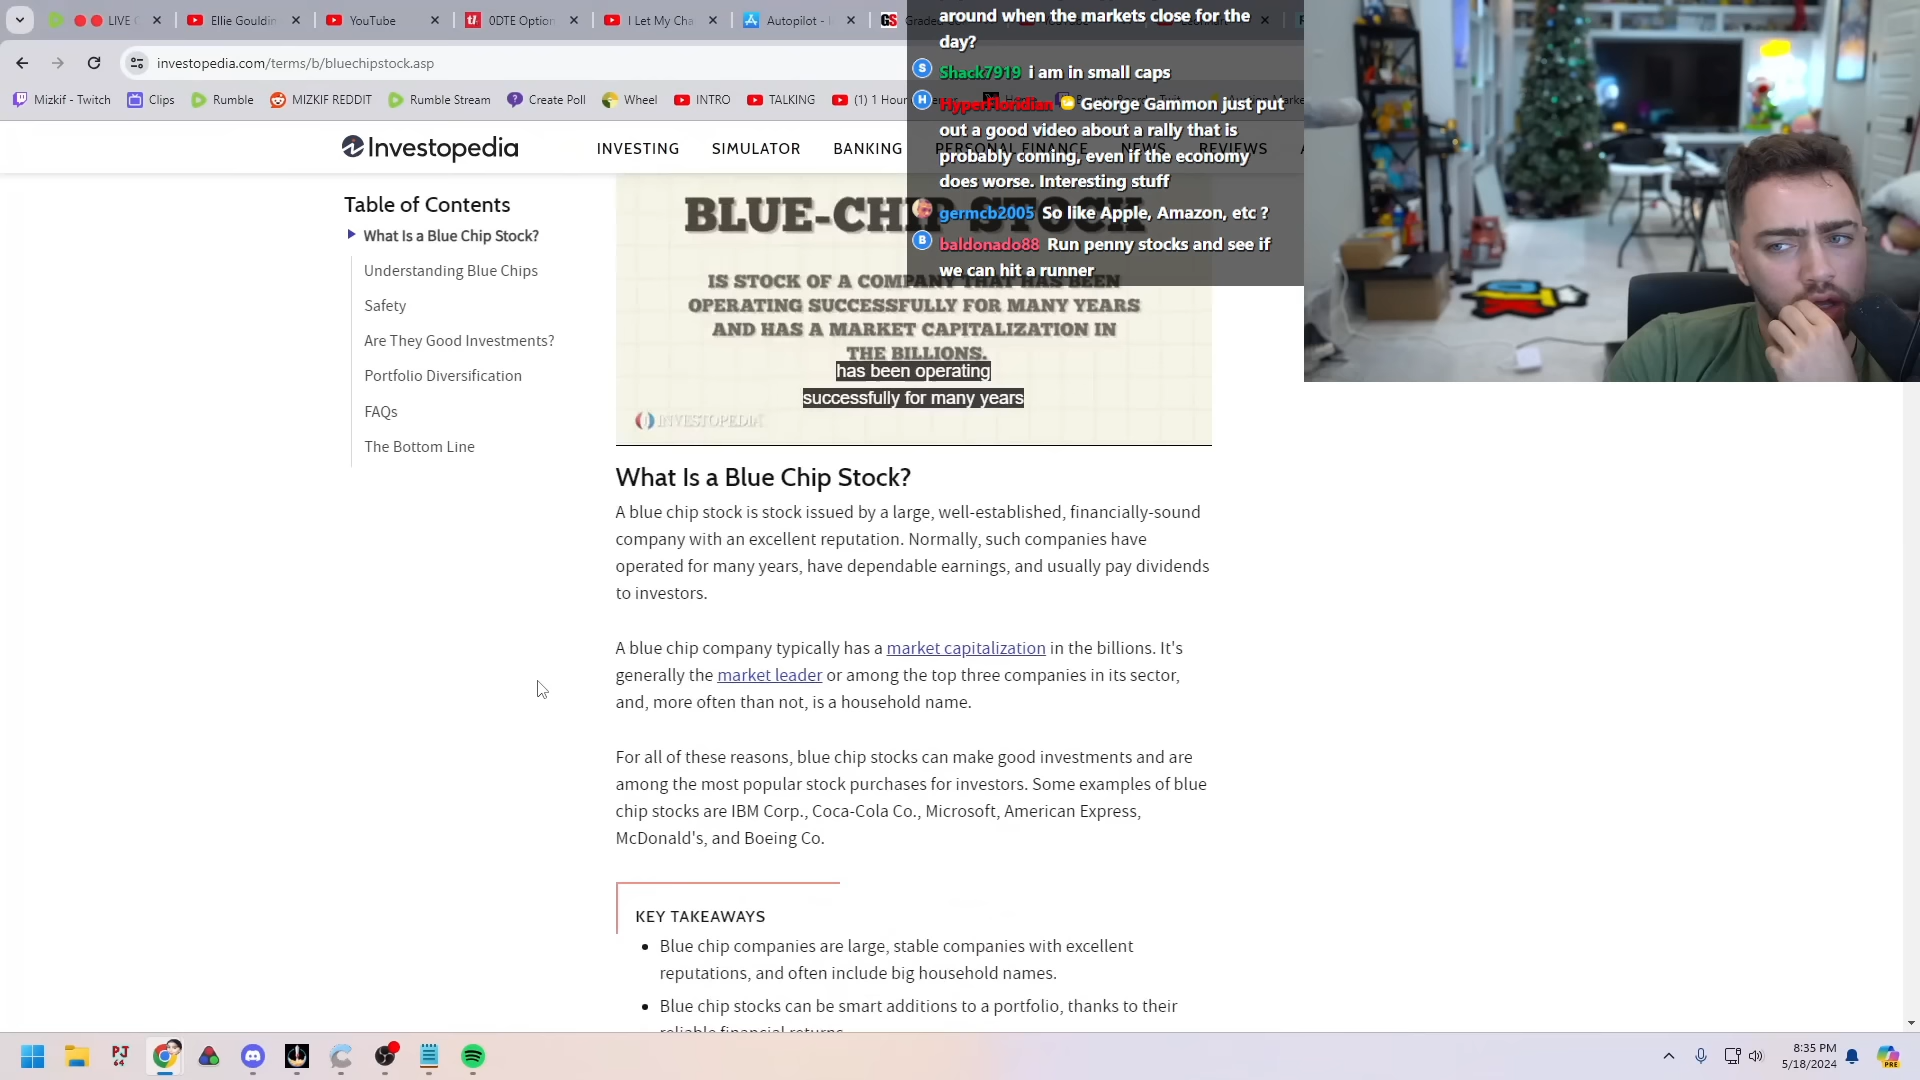 LIVE
Ellie Gouldin
YouTube
0DTE Option
I Let My Cha
Autopilot - I
GS
around when the markets close for the
day?
investopedia.com/terms/b/bluechipstock.asp
S Shack7919 i am in small caps
Mizkif - Twitch
Clips
Rumble
MIZKIF REDDIT
Rumble Stream
Create Poll
Wheel
INTRO
TALKING
(1) 1 Hour
H HyperFloridian George Gammon just put
out a good video about a rally that is
probably coming, even if the economy
does worse. Interesting stuff
germcb2005 So like Apple, Amazon, etc ?
B baldonado88 Run penny stocks and see if
we can hit a runner
Investopedia
INVESTING
SIMULATOR
BANKING
PERSONAL FINANCE
NEWS
REVIEWS
Table of Contents
What Is a Blue Chip Stock?
Understanding Blue Chips
Safety
Are They Good Investments?
Portfolio Diversification
FAQs
The Bottom Line
BLUE-CHIP STOCK
IS STOCK OF A COMPANY THAT HAS BEEN
OPERATING SUCCESSFULLY FOR MANY YEARS
AND HAS A MARKET CAPITALIZATION IN
THE BILLIONS.
has been operating
successfully for many years
INVESTOPEDIA
What Is a Blue Chip Stock?
A blue chip stock is stock issued by a large, well-established, financially-sound
company with an excellent reputation. Normally, such companies have
operated for many years, have dependable earnings, and usually pay dividends
to investors.
A blue chip company typically has a market capitalization in the billions. It's
generally the market leader or among the top three companies in its sector,
and, more often than not, is a household name.
For all of these reasons, blue chip stocks can make good investments and are
among the most popular stock purchases for investors. Some examples of blue
chip stocks are IBM Corp., Coca-Cola Co., Microsoft, American Express,
McDonald's, and Boeing Co.
KEY TAKEAWAYS
Blue chip companies are large, stable companies with excellent
reputations, and often include big household names.
Blue chip stocks can be smart additions to a portfolio, thanks to their
reliable financial returns
PJ
64
8:35 PM
5/18/2024
PRE